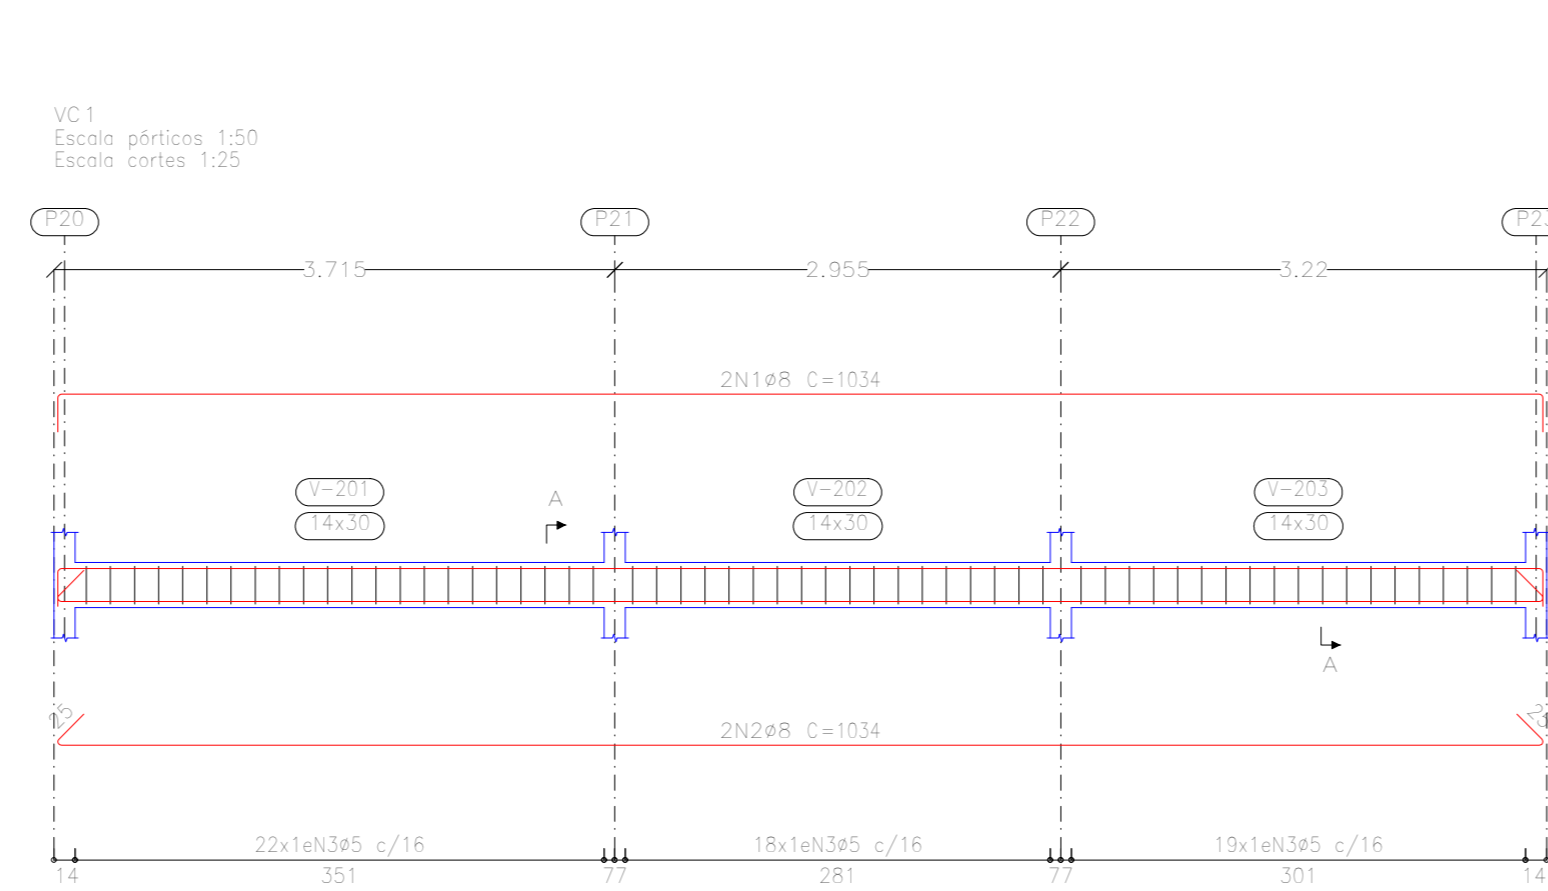 VC 1
Escala pórticos 1:50
Escala cortes 1:25
P20 P21 P22
3.715 2.955 3.22
2N1ø8 C=1034
V-201 V-202 V-203
14x30 14x30 14x30
A
A
25
2N2ø8 C=1034
22x1eN3ø5 c/16 18x1eN3ø5 c/16 19x1eN3ø5 c/16
14 351 77 281 77 301 14